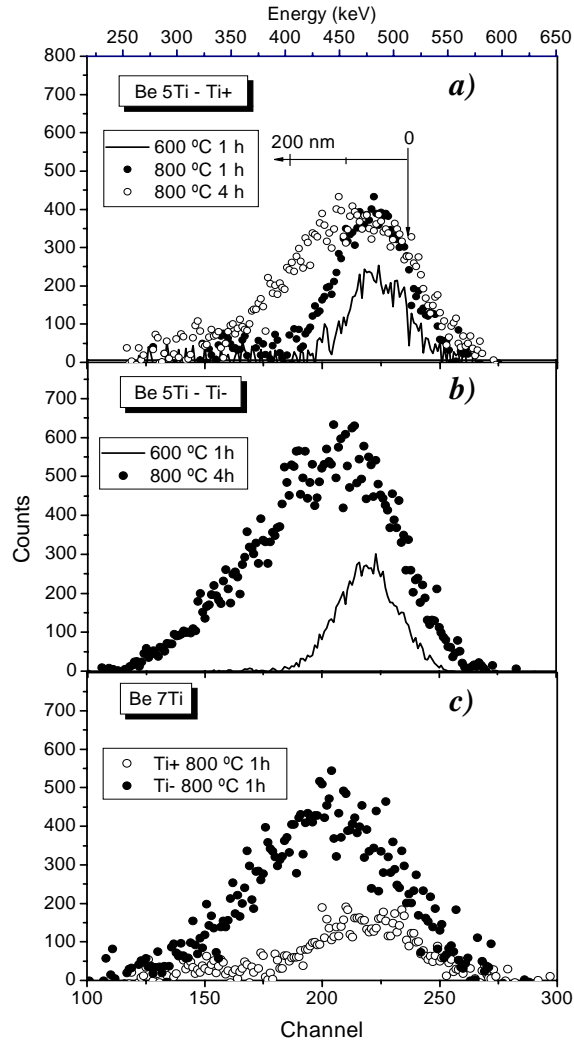 Energy (keV)
250 300 350 400 450 500 550 600 650
800
700
600
500
400
300
200
100
0
Be 5Ti - Ti+
a)
600 ºC 1 h
800 ºC 1 h
800 ºC 4 h
200 nm
0
700
600
500
400
300
200
100
0
Be 5Ti - Ti-
b)
600 ºC 1h
800 ºC 4h
Counts
700
600
500
400
300
200
100
0
Be 7Ti
c)
Ti+ 800 ºC 1h
Ti- 800 ºC 1h
100 150 200 250 300
Channel